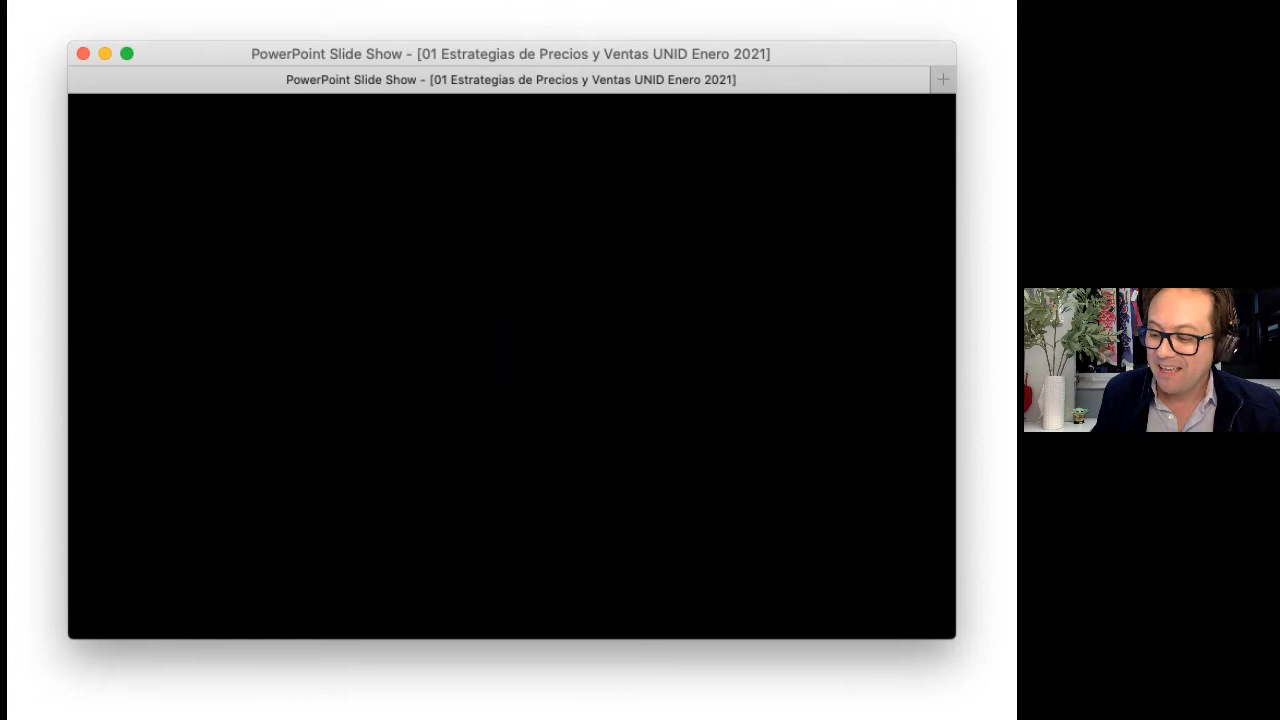 PowerPoint Slide Show - [01 Estrategias de Precios y Ventas UNID Enero 2021]
PowerPoint Slide Show - [01 Estrategias de Precios y Ventas UNID Enero 2021]